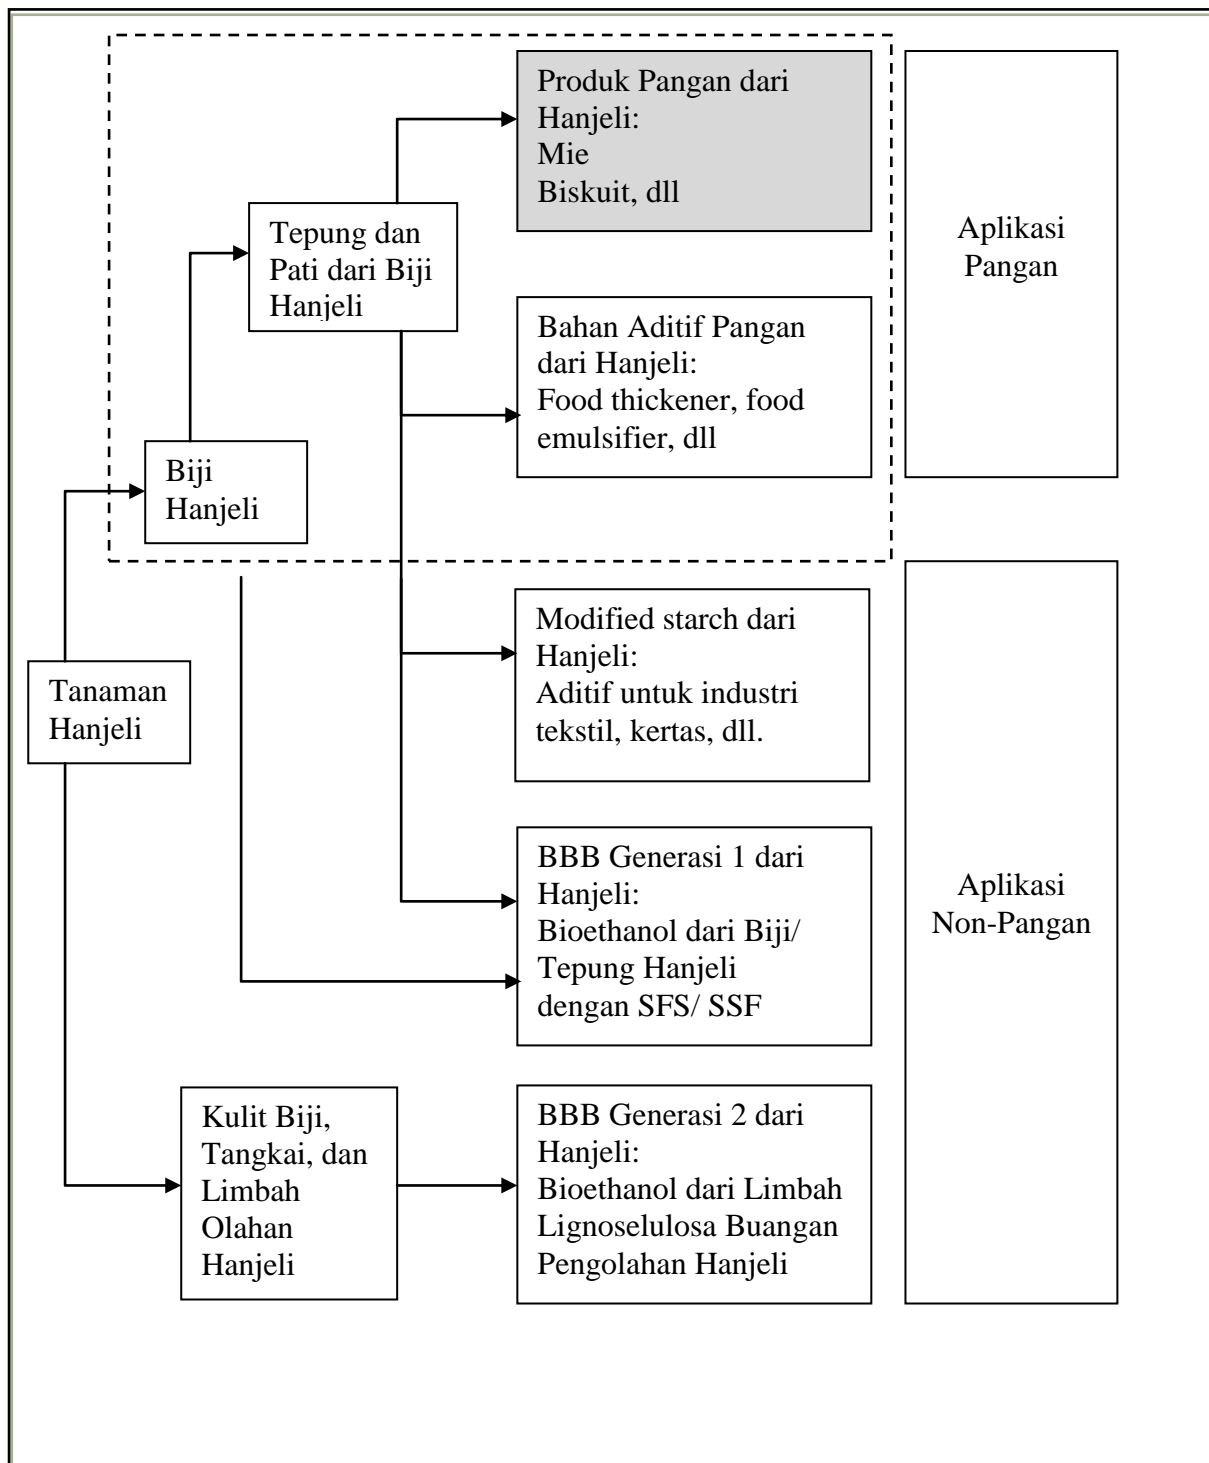 Produk Pangan dari
Hanjeli:
Mie
Biskuit, dll
Aplikasi
Pangan
Tepung dan
Pati dari Biji
Hanjeli
Bahan Aditif Pangan
dari Hanjeli:
Food thickener, food
emulsifier, dll
Biji
Hanjeli
Modified starch dari
Hanjeli:
Aditif untuk industri
tekstil, kertas, dll.
Tanaman
Hanjeli
BBB Generasi 1 dari
Hanjeli:
Bioethanol dari Biji/
Tepung Hanjeli
dengan SFS/ SSF
Aplikasi
Non-Pangan
Kulit Biji,
Tangkai, dan
Limbah
Olahan
Hanjeli
BBB Generasi 2 dari
Hanjeli:
Bioethanol dari Limbah
Lignoselulosa Buangan
Pengolahan Hanjeli